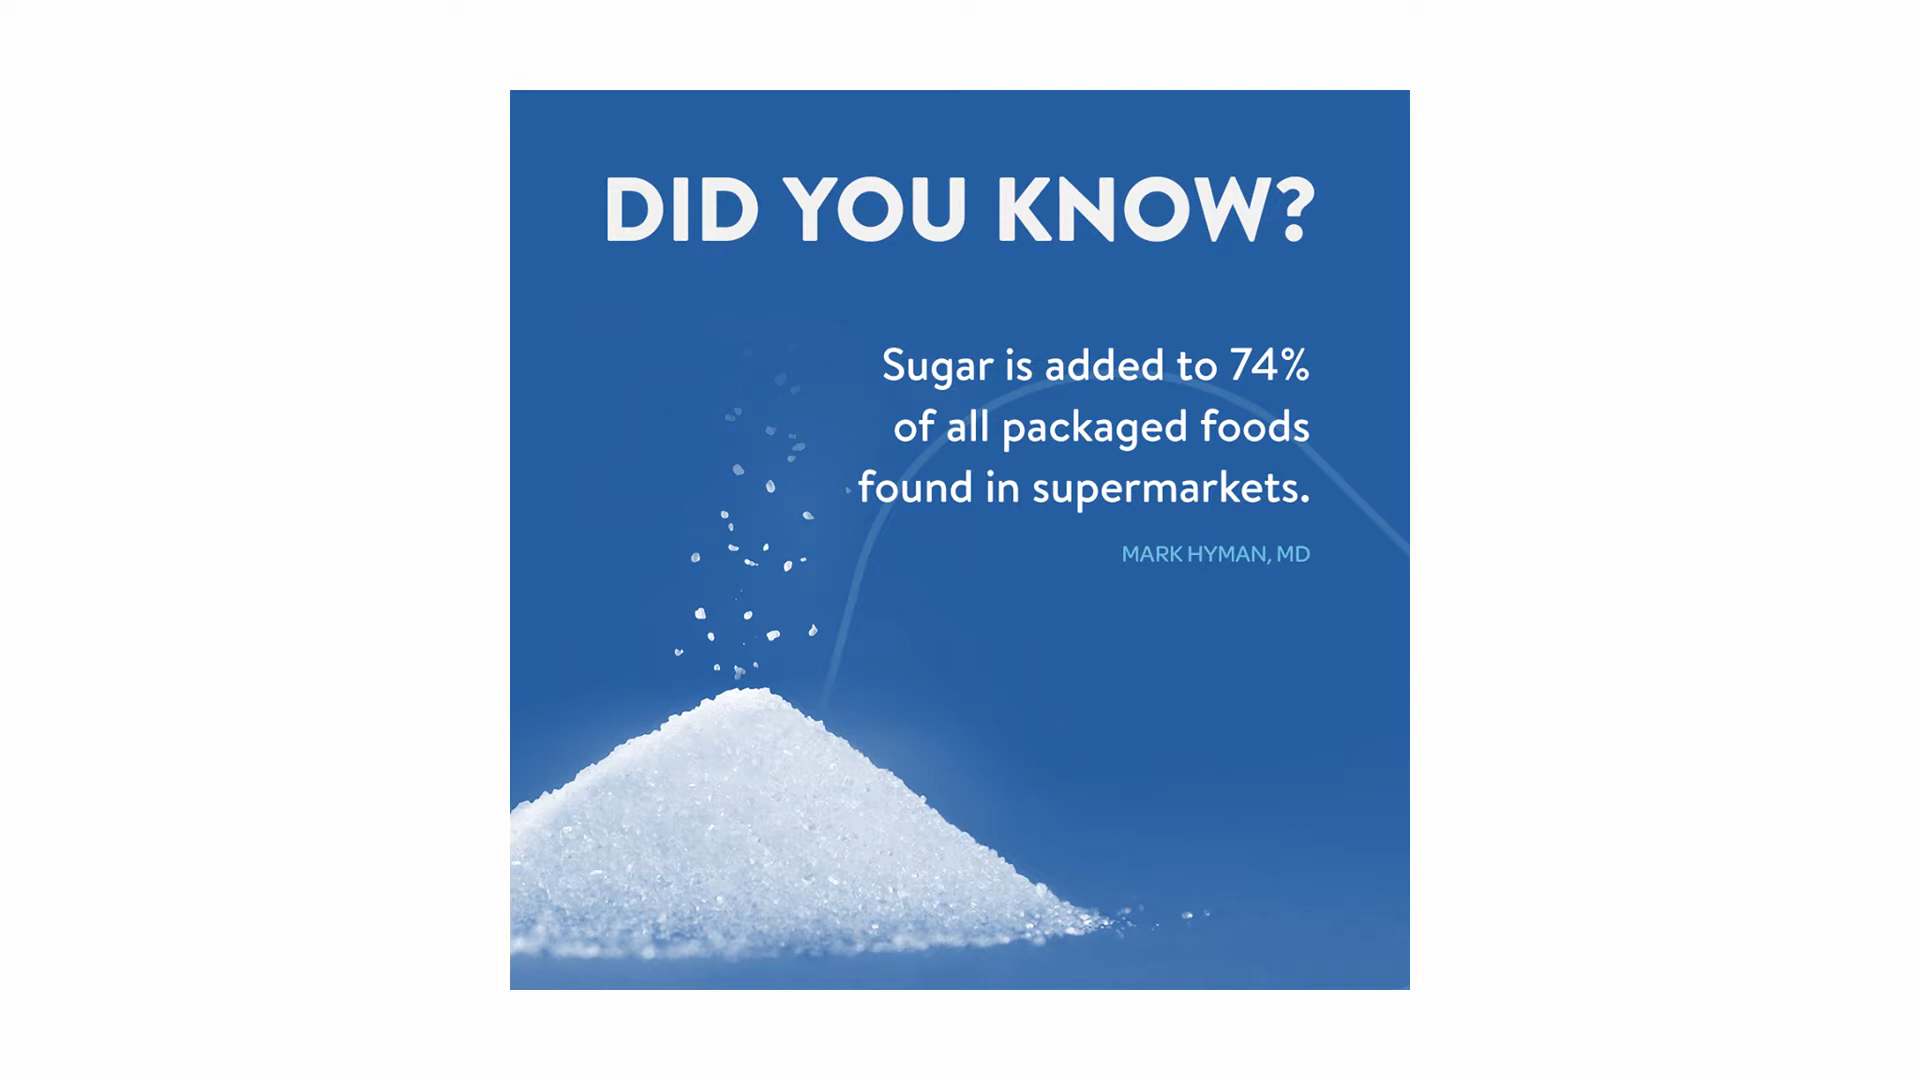 DID YOU KNOW?
Sugar is added to 74%
of all packaged foods
found in supermarkets.
MARK HYMAN, MD